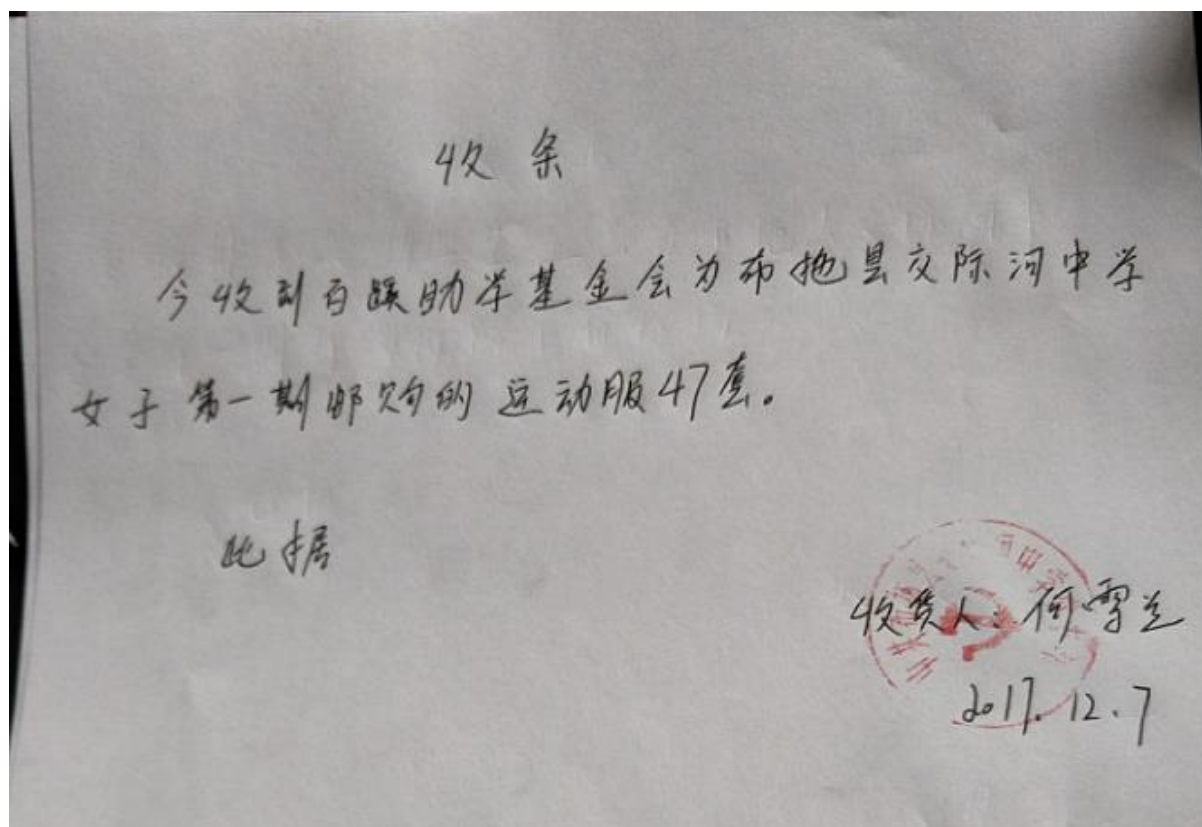 收条
今收到百蹊助学基金会为布拖县交际河中学
女子第一期邮购的运动服47套。
此据
收货人:何雪兰
2017.12.7